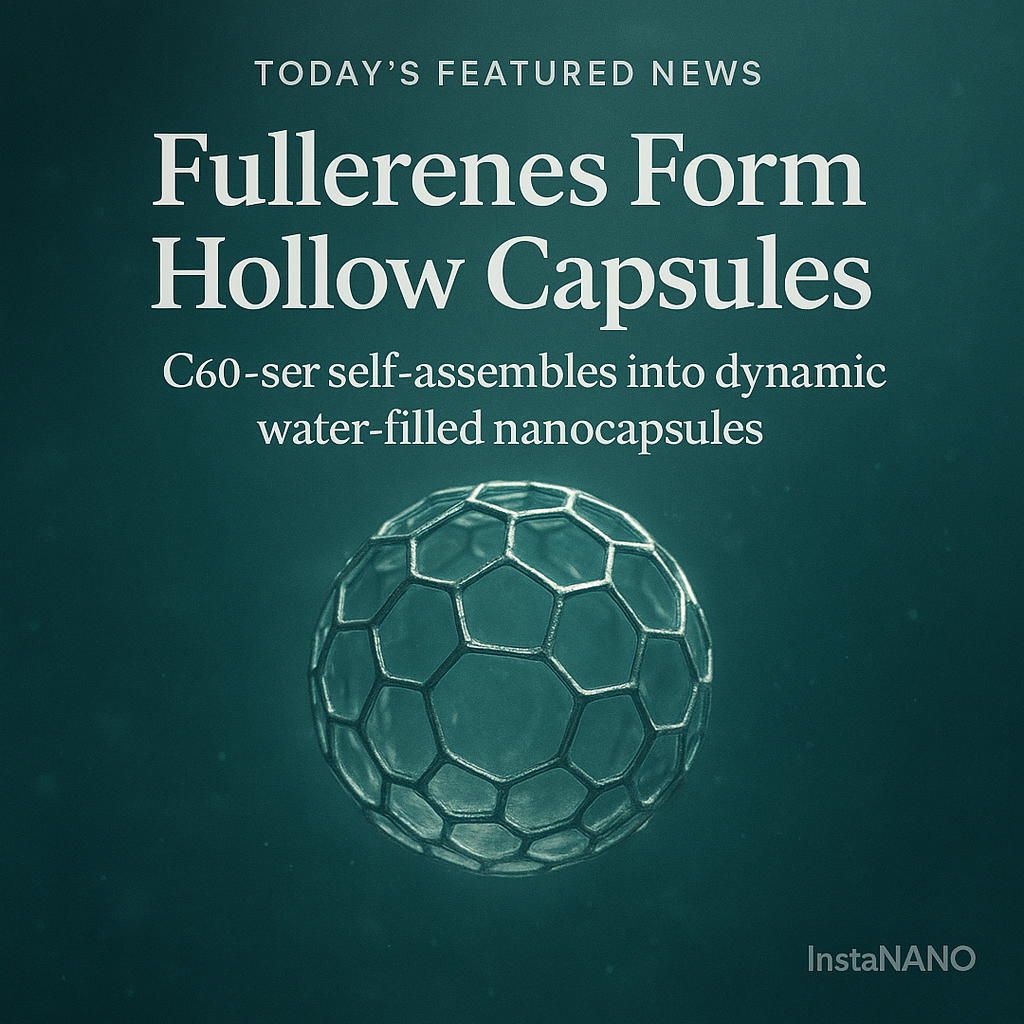 TODAY’S FEATURED NEWS
Fullerenes Form
Hollow Capsules
C60-ser self-assembles into dynamic
water-filled nanocapsules
InstaNANO